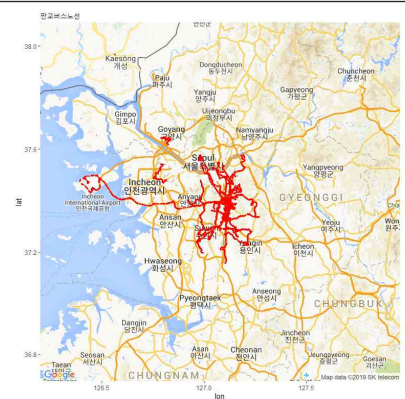 판교버스노선
38.0
37.6
37.2
36.8
lat
Kaesŏng
개성
Dongducheon
동두천시
Chuncheon
춘천시
Paju
파주시
Yangju
양주시
Gapyeong
가평군
Gimpo
김포시
Uijeongbu
의정부시
Goyang
고양시
Namyangju
남양주시
Seoul
서울특별시
Yangpyeong
양평군
Incheon
인천광역시
Incheon
International Airport
인천국제공항
Anyang
GYEONGGI
Ansan
안산시
Yeoju
여주시
Won
원주
Yongin
용인시
Icheon
이천시
Hwaseong
화성시
Anseong
안성시
Pyeongtaek
평택시
CHUNGBUK
Dangjin
당진시
Jincheon
진천군
Seosan
서산시
Asan
아산시
Cheonan
천안시
Jeungpyeong
증평군
Goesan
괴산군
Taean
태안군
CHUNGNAM
Google
Map data ©2019 SK telecom
126.5
127.0
127.5
lon